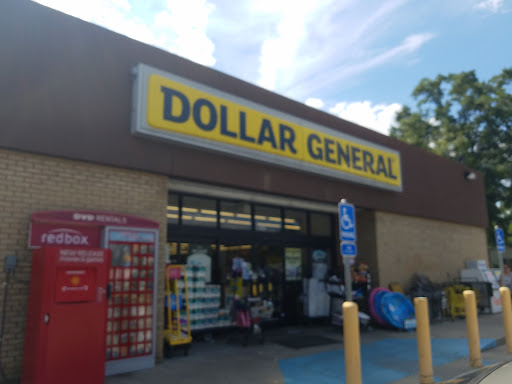 DOLLAR GENERAL
DVD RENTALS
redbox
NEW RELEASE